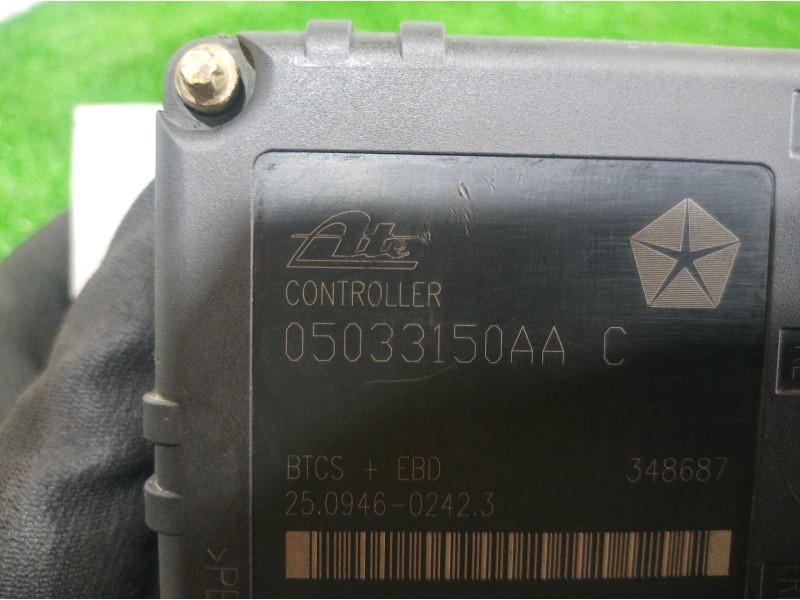 Ate
CONTROLLER
05033150AA C
BTCS + EBD 348687
25.0946-0242.3